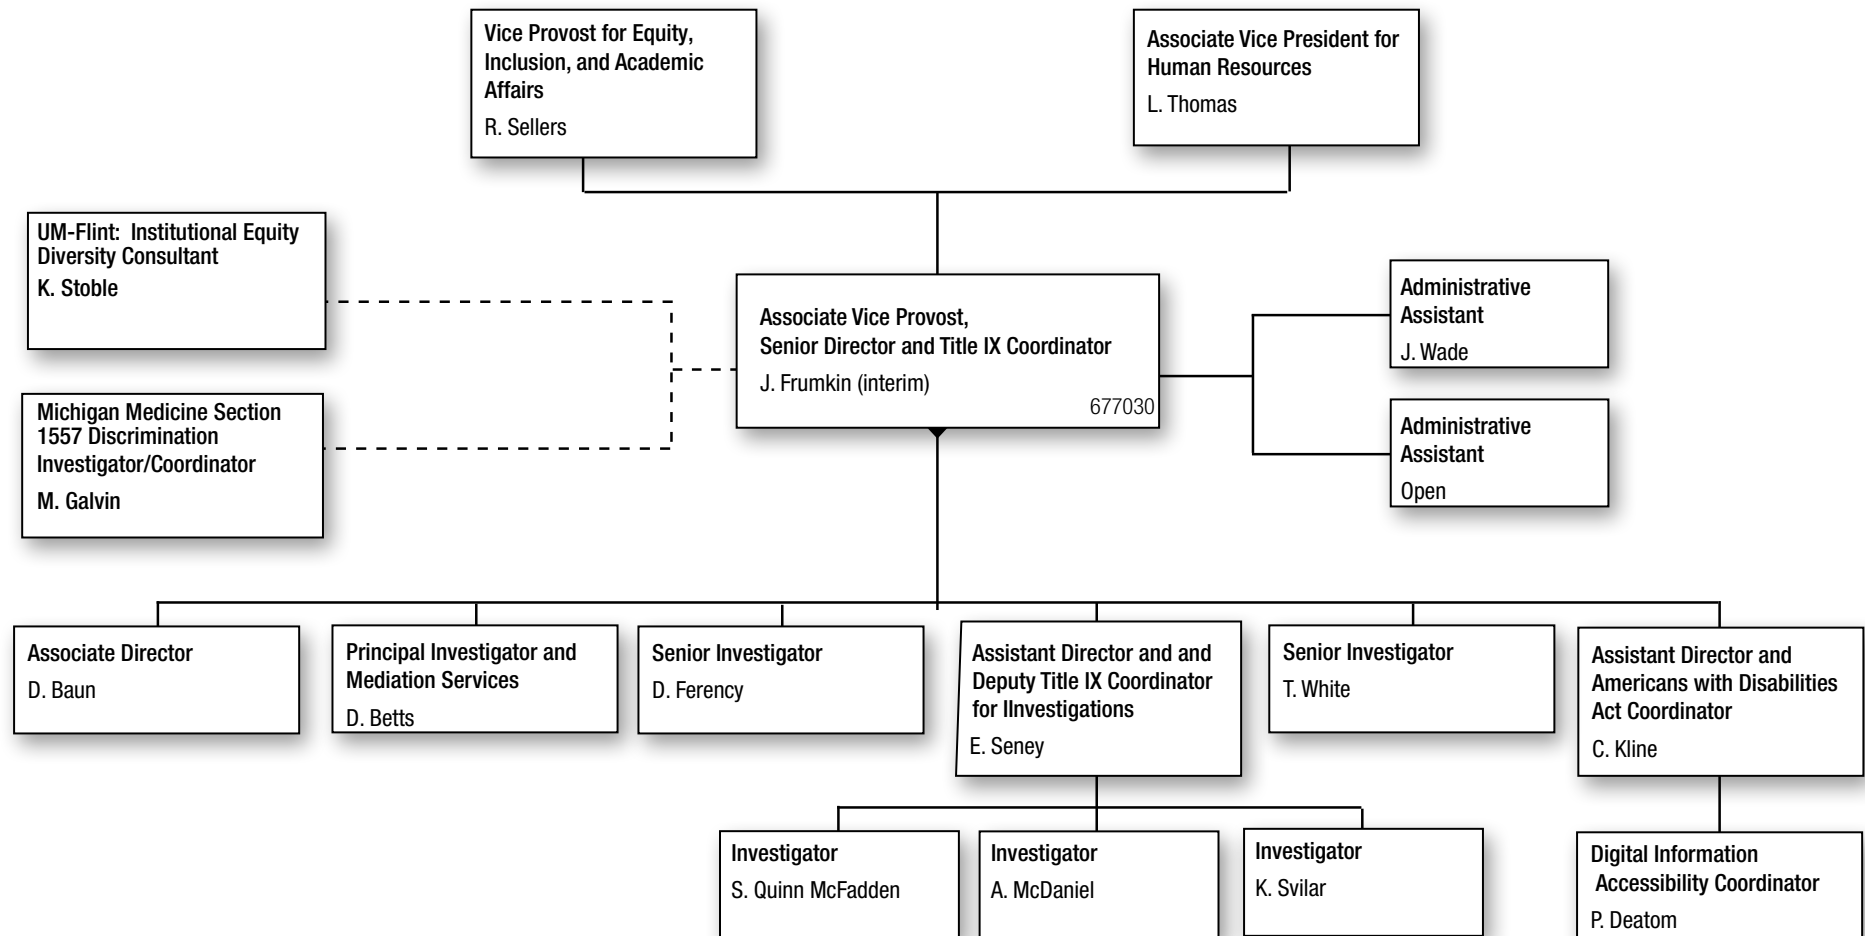 Vice Provost for Equity,
Inclusion, and Academic
Affairs
R. Sellers
Associate Vice President for
Human Resources
L. Thomas
UM-Flint: Institutional Equity
Diversity Consultant
K. Stoble
Michigan Medicine Section
1557 Discrimination
Investigator/Coordinator
M. Galvin
Associate Vice Provost,
Senior Director and Title IX Coordinator
J. Frumkin (interim)
677030
Administrative
Assistant
J. Wade
Administrative
Assistant
Open
Associate Director
D. Baun
Principal Investigator and
Mediation Services
D. Betts
Senior Investigator
D. Ferency
Assistant Director and and
Deputy Title IX Coordinator
for IInvestigations
E. Seney
Senior Investigator
T. White
Assistant Director and
Americans with Disabilities
Act Coordinator
C. Kline
Investigator
S. Quinn McFadden
Investigator
A. McDaniel
Investigator
K. Svilar
Digital Information
Accessibility Coordinator
P. Deatom